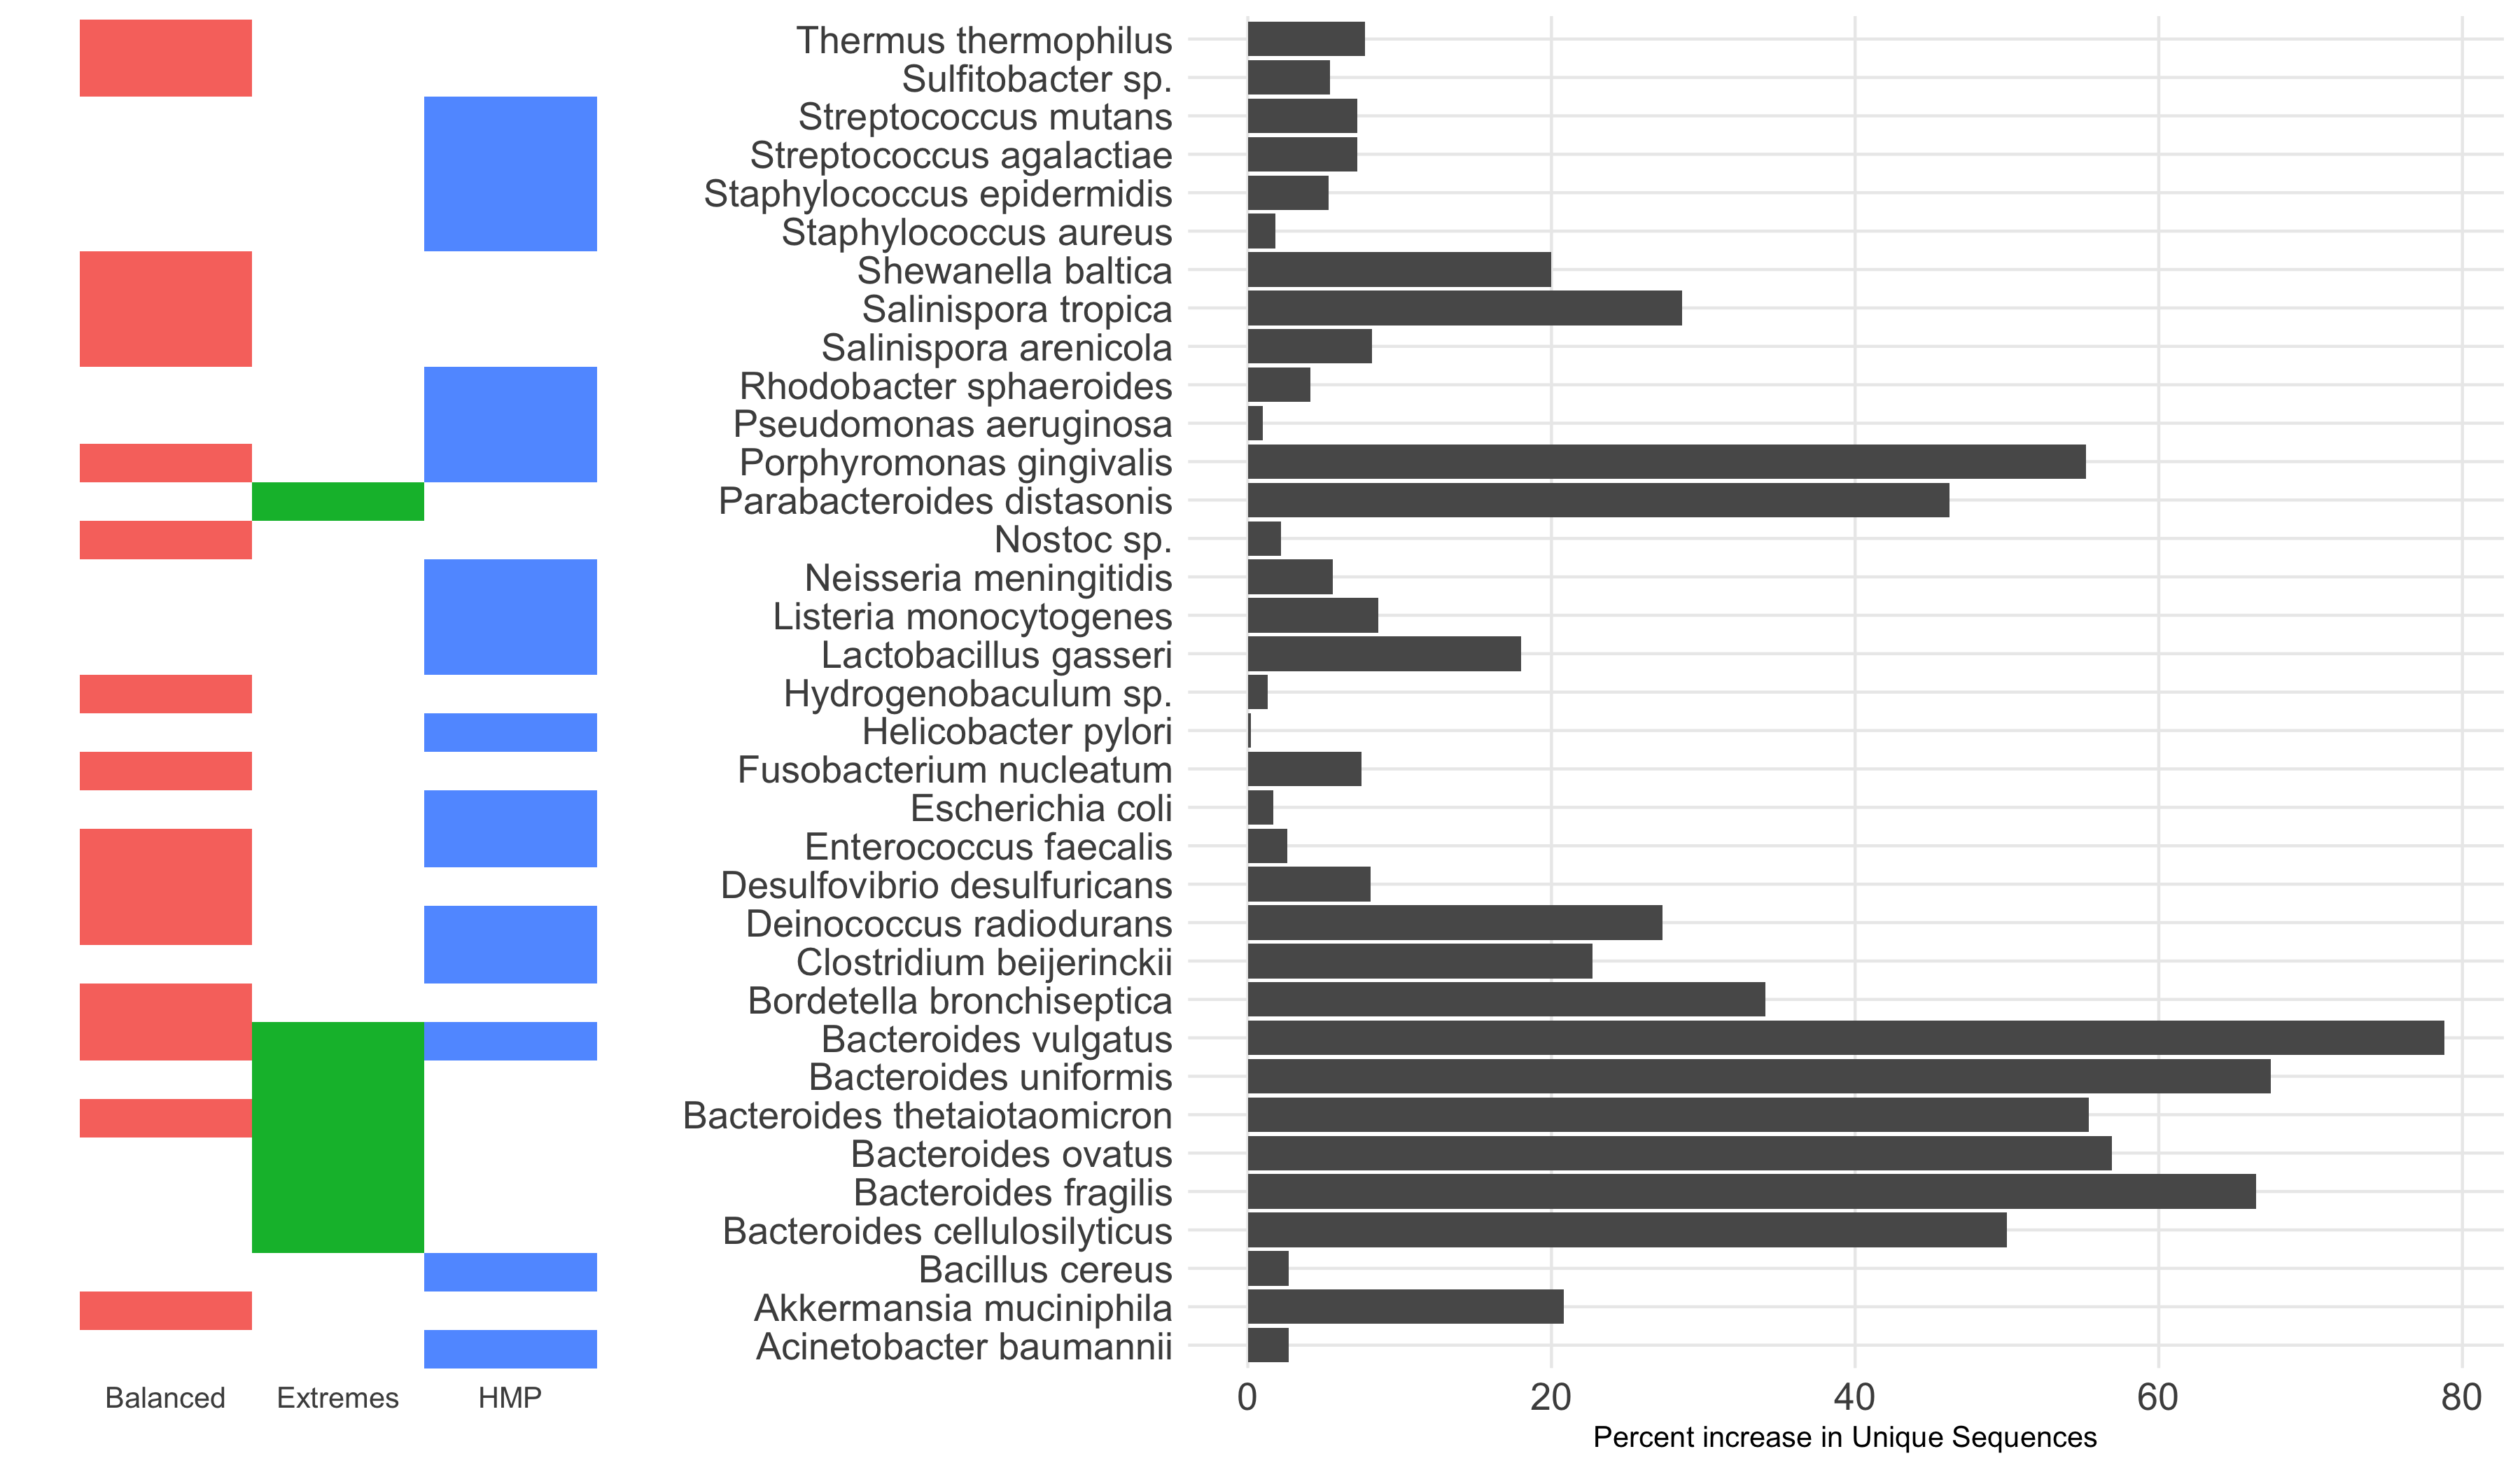 Thermus thermophilus
Sulfitobacter sp.
Streptococcus mutans
Streptococcus agalactiae
Staphylococcus epidermidis
Staphylococcus aureus
Shewanella baltica
Salinispora tropica
Salinispora arenicola
Rhodobacter sphaeroides
Pseudomonas aeruginosa
Porphyromonas gingivalis
Parabacteroides distasonis
Nostoc sp.
Neisseria meningitidis
Listeria monocytogenes
Lactobacillus gasseri
Hydrogenobaculum sp.
Helicobacter pylori
Fusobacterium nucleatum
Escherichia coli
Enterococcus faecalis
Desulfovibrio desulfuricans
Deinococcus radiodurans
Clostridium beijerinckii
Bordetella bronchiseptica
Bacteroides vulgatus
Bacteroides uniformis
Bacteroides thetaiotaomicron
Bacteroides ovatus
Bacteroides fragilis
Bacteroides cellulosilyticus
Bacillus cereus
Akkermansia muciniphila
Acinetobacter baumannii
Balanced Extremes HMP
0 20 40 60 80
Percent increase in Unique Sequences